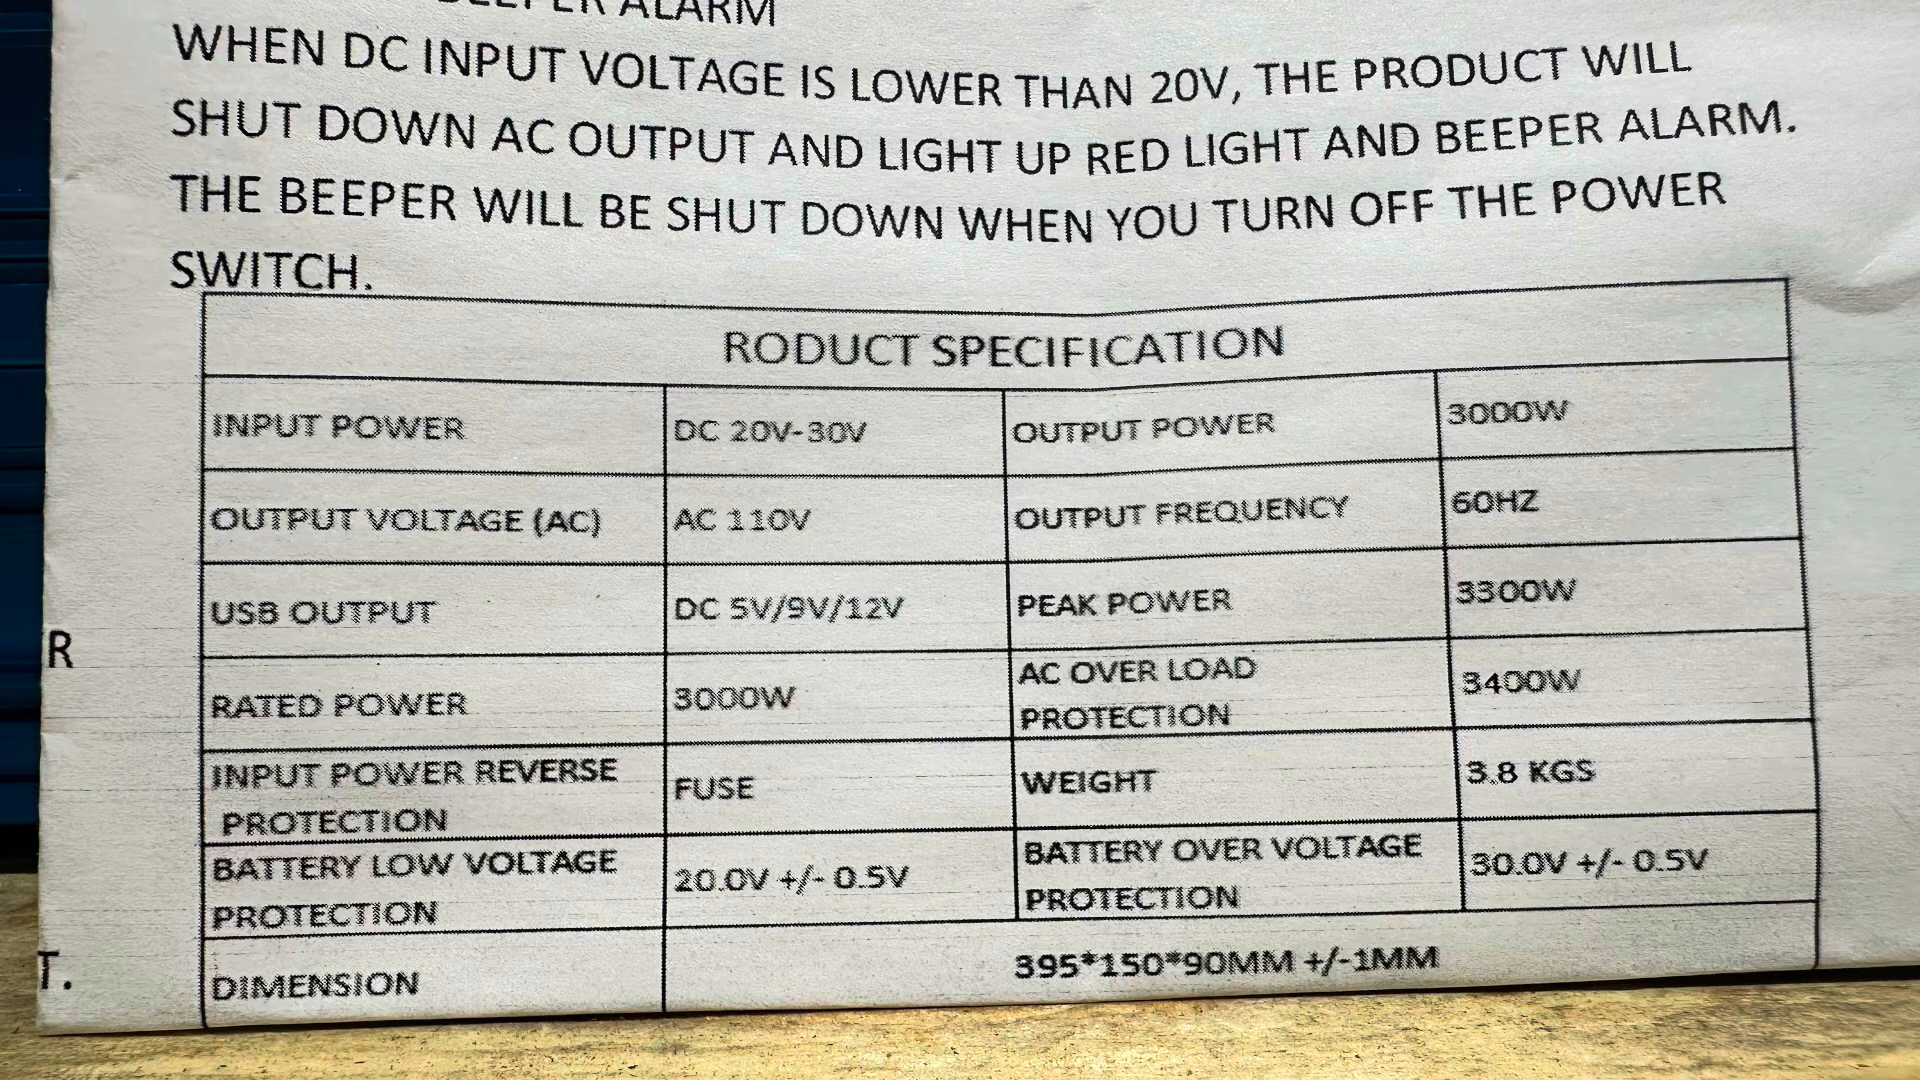 BEEPER ALARM
WHEN DC INPUT VOLTAGE IS LOWER THAN 20V, THE PRODUCT WILL
SHUT DOWN AC OUTPUT AND LIGHT UP RED LIGHT AND BEEPER ALARM.
THE BEEPER WILL BE SHUT DOWN WHEN YOU TURN OFF THE POWER
SWITCH.
RODUCT SPECIFICATION
INPUT POWER DC 20V-30V OUTPUT POWER 3000W
OUTPUT VOLTAGE (AC) AC 110V OUTPUT FREQUENCY 60HZ
USB OUTPUT DC 5V/9V/12V PEAK POWER 3300W
R
RATED POWER 3000W AC OVER LOAD
PROTECTION 3400W
INPUT POWER REVERSE
PROTECTION FUSE WEIGHT 3.8 KGS
BATTERY LOW VOLTAGE
PROTECTION 20.0V +/- 0.5V BATTERY OVER VOLTAGE
PROTECTION 30.0V +/- 0.5V
T.
DIMENSION 395*150*90MM +/-1MM